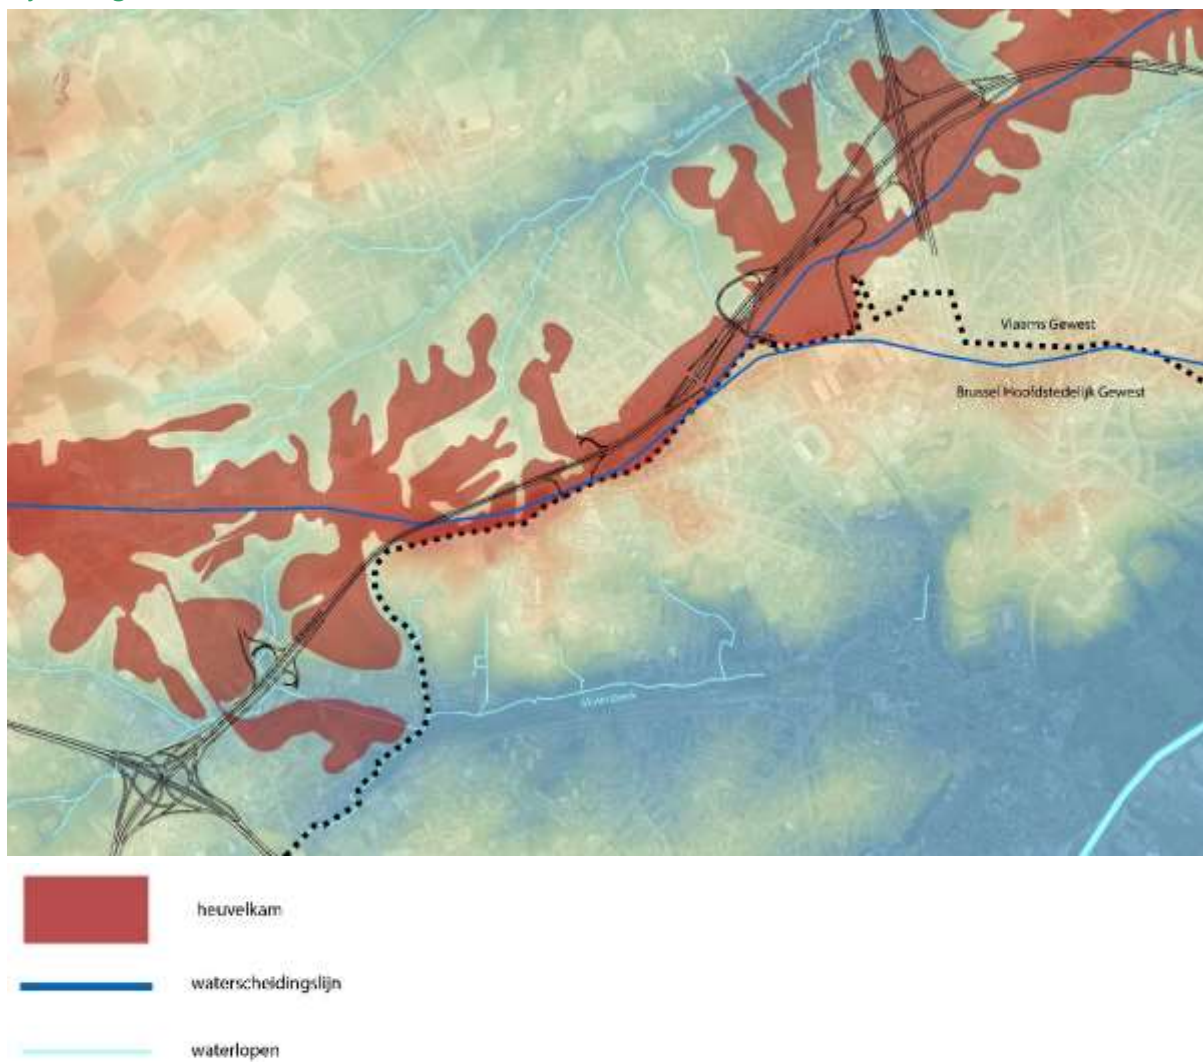 Vlaams Gewest
Brussel Hoofdstedelijk Gewest
heuvelkam
waterscheidingslijn
waterlopen